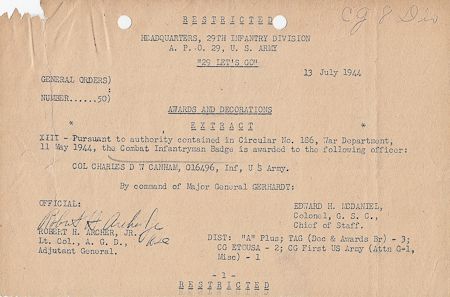 R E S T R I C T E D
CG 8 Div
HEADQUARTERS, 29TH INFANTRY DIVISION
A. P. O. 29, U. S. ARMY
"29 LET'S GO"
13 July 1944
GENERAL ORDERS)
:
NUMBER.....50)
AWARDS AND DECORATIONS
* E X T R A C T *
XIII - Pursuant to authority contained in Circular No. 186, War Department,
11 May 1944, the Combat Infantryman Badge is awarded to the following officer:
COL CHARLES D W CANHAM, O16496, Inf, U S Army.
By command of Major General GERHARDT:
OFFICIAL:
EDWARD H. McDANIEL,
Colonel, G. S. C.,
Chief of Staff.
Robert H Archer Jr
ROBERT H. ARCHER, JR.
Lt. Col., A. G. D.,
Adjutant General.
DIST: "A" Plus; TAG (Dec & Awards Br) - 3;
CG ETOUSA - 2; CG First US Army (Attn G-1,
Misc) - 1
- 1 -
R E S T R I C T E D